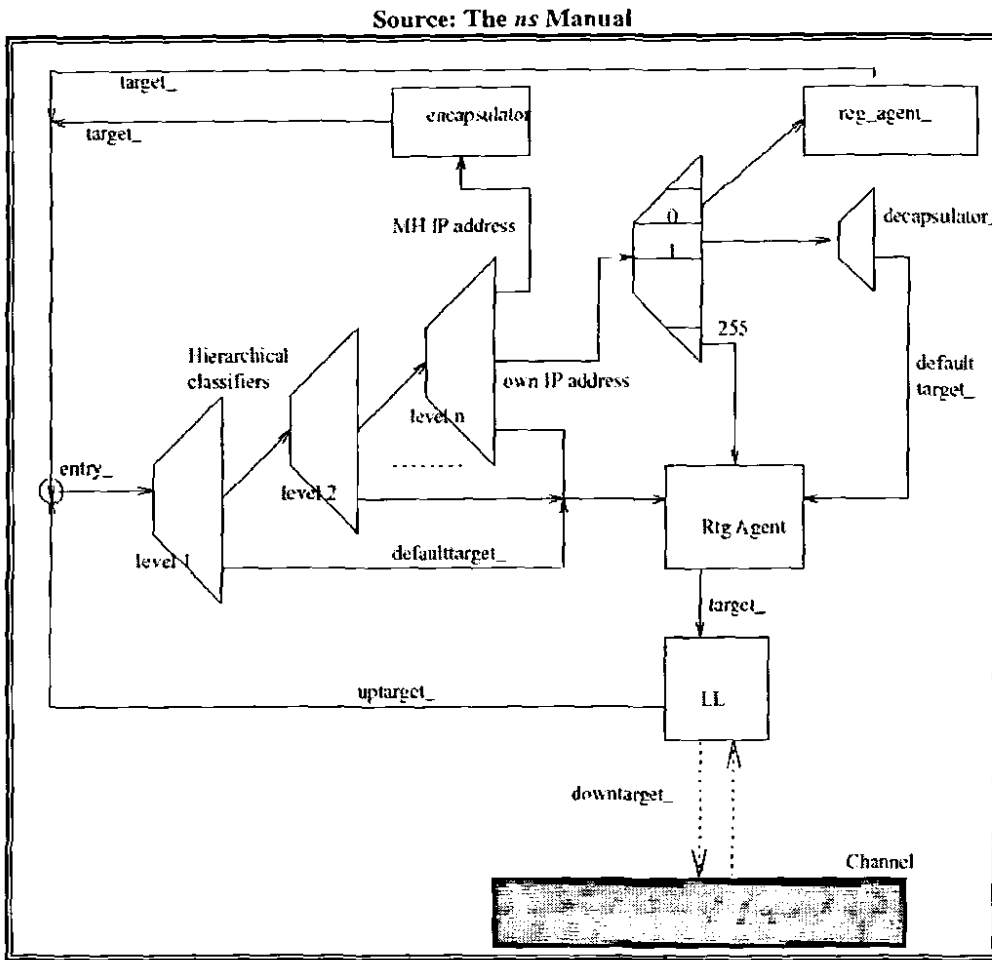 Source: The ns Manual
target_
target_
encapsulator
reg_agent_
MH IP address
0
1
decapsulator_
255
Hierarchical
classifiers
level n
own IP address
default
target_
entry_
level 2
level 1
defaulttarget_
Rtg Agent
target_
uptarget_
LL
downtarget_
Channel